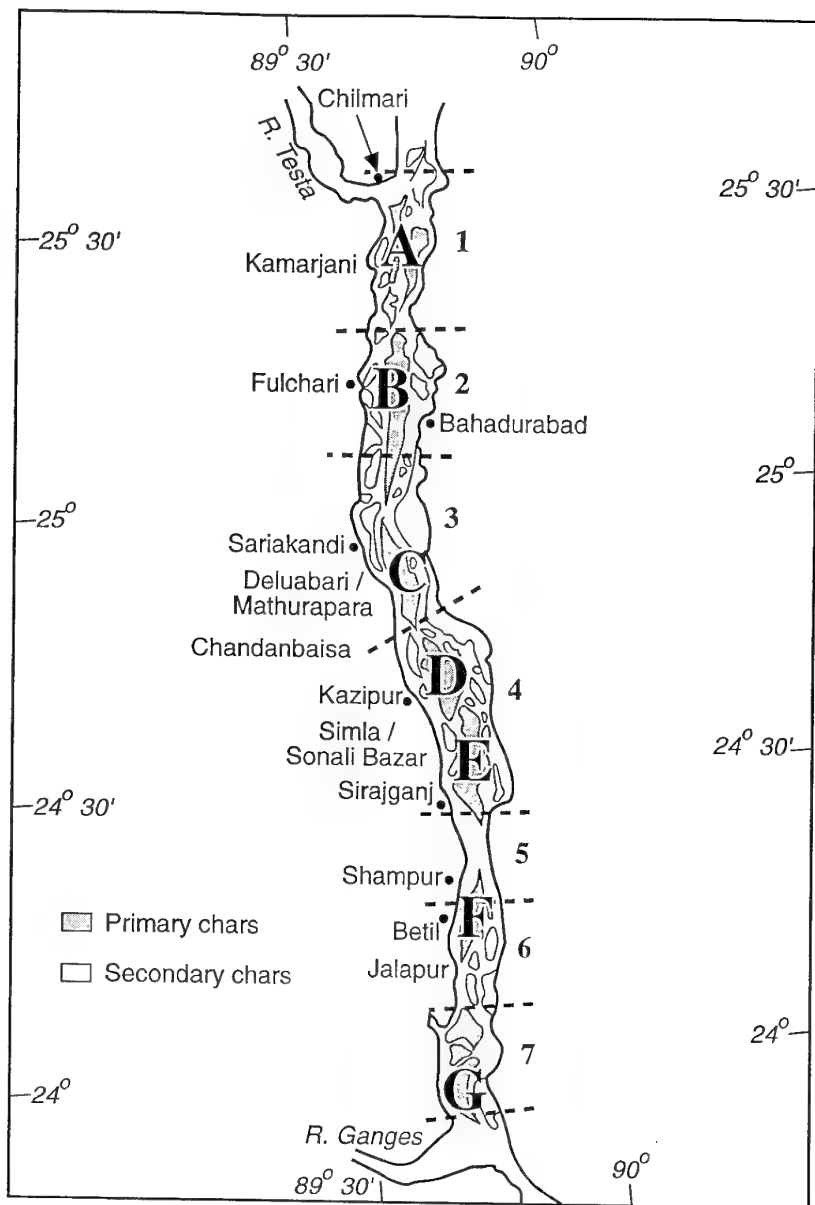 89° 30'
90°
Chilmari
R. Testa
25° 30'
25° 30'
A
1
Kamarjani
Fulchari
B
2
Bahadurabad
25°
25°
3
Sariakandi
C
Deluabari /
Mathurapara
Chandanbaisa
D
4
Kazipur
Simla /
Sonali Bazar
E
24° 30'
Sirajganj
24° 30'
5
Shampur
F
Primary chars
Betil
6
Secondary chars
Jalapur
24°
7
24°
G
R. Ganges
89° 30'
90°